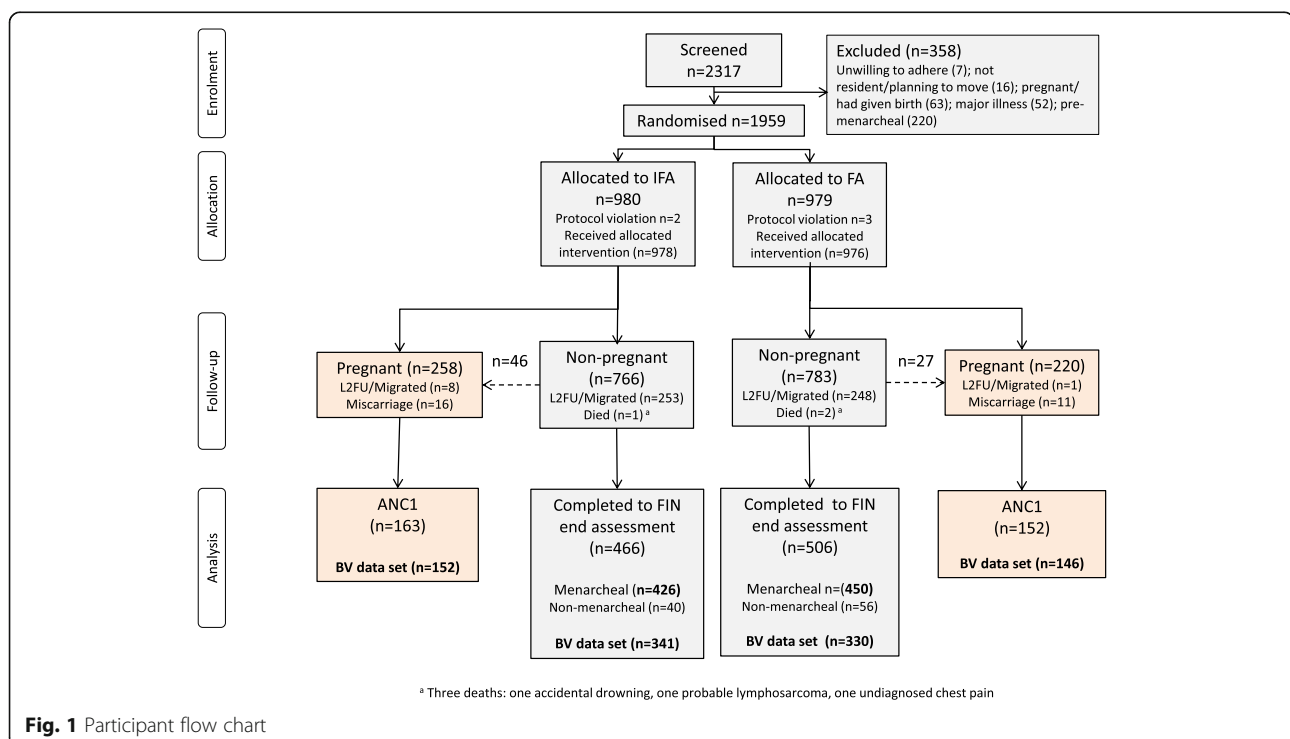 Enrolment
Screened
n=2317
Excluded (n=358)
Unwilling to adhere (7); not
resident/planning to move (16); pregnant/
had given birth (63); major illness (52); pre-
menarcheal (220)
Randomised n=1959
Allocation
Allocated to IFA
n=980
Protocol violation n=2
Received allocated
intervention (n=978)
Allocated to FA
n=979
Protocol violation n=3
Received allocated
intervention (n=976)
Follow-up
Pregnant (n=258)
L2FU/Migrated (n=8)
Miscarriage (n=16)
n=46
Non-pregnant
(n=766)
L2FU/Migrated (n=253)
Died (n=1) a
Non-pregnant
(n=783)
L2FU/Migrated (n=248)
Died (n=2) a
n=27
Pregnant (n=220)
L2FU/Migrated (n=1)
Miscarriage (n=11)
Analysis
ANC1
(n=163)
BV data set (n=152)
Completed to FIN
end assessment
(n=466)
Menarcheal (n=426)
Non-menarcheal (n=40)
BV data set (n=341)
Completed to FIN
end assessment
(n=506)
Menarcheal n=(450)
Non-menarcheal (n=56)
BV data set (n=330)
ANC1
(n=152)
BV data set (n=146)
a Three deaths: one accidental drowning, one probable lymphosarcoma, one undiagnosed chest pain
Fig. 1 Participant flow chart